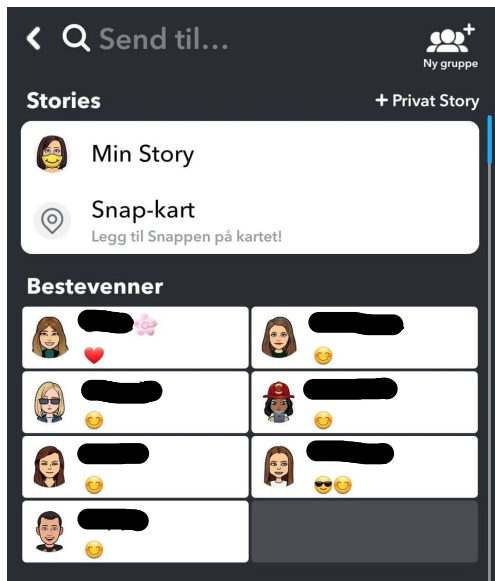 Send til...
Ny gruppe
Stories
+ Privat Story
Min Story
Snap-kart
Legg til Snappen på kartet!
Bestevenner